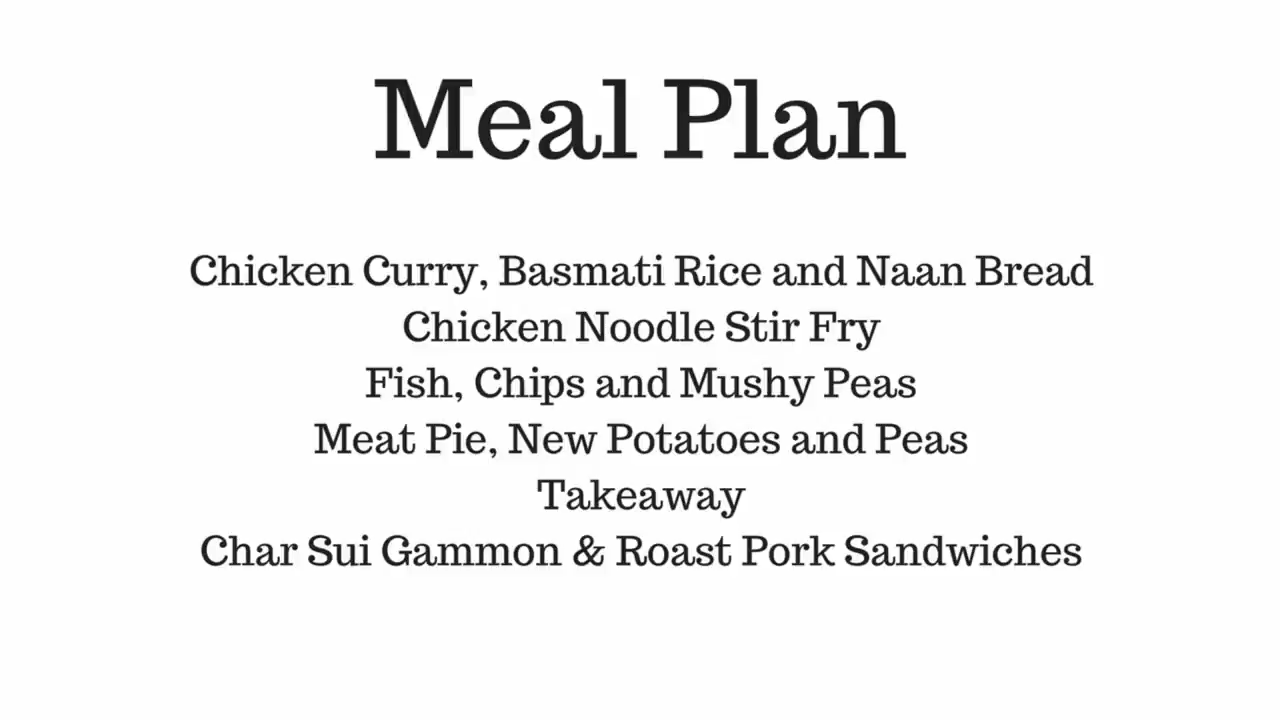 Meal Plan
Chicken Curry, Basmati Rice and Naan Bread
Chicken Noodle Stir Fry
Fish, Chips and Mushy Peas
Meat Pie, New Potatoes and Peas
Takeaway
Char Sui Gammon & Roast Pork Sandwiches